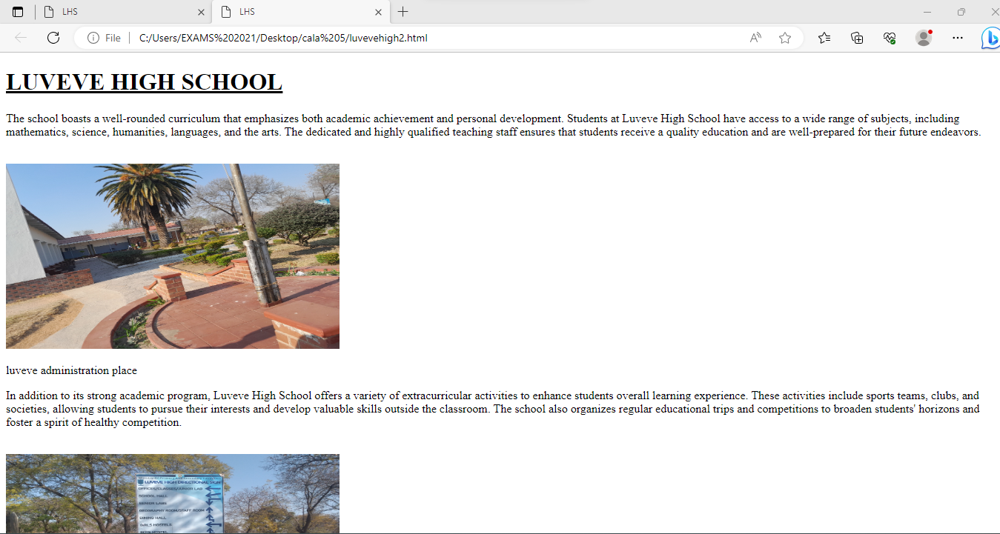 LHS
LHS
File
C:/Users/EXAMS%202021/Desktop/cala%205/luvevehigh2.html
LUVEVE HIGH SCHOOL
The school boasts a well-rounded curriculum that emphasizes both academic achievement and personal development. Students at Luveve High School have access to a wide range of subjects, including
mathematics, science, humanities, languages, and the arts. The dedicated and highly qualified teaching staff ensures that students receive a quality education and are well-prepared for their future endeavors.
luveve administration place
In addition to its strong academic program, Luveve High School offers a variety of extracurricular activities to enhance students overall learning experience. These activities include sports teams, clubs, and
societies, allowing students to pursue their interests and develop valuable skills outside the classroom. The school also organizes regular educational trips and competitions to broaden students' horizons and
foster a spirit of healthy competition.
LUVEVE HIGH DIRECTIONAL SIGN
OFFICES/CLASSES/JUNIOR LAB
SCHOOL HALL
SENIOR LABS
GEOGRAPHY ROOM/STAFF ROOM
DINING HALL
GIRLS HOSTELS
BOYS HOSTEL